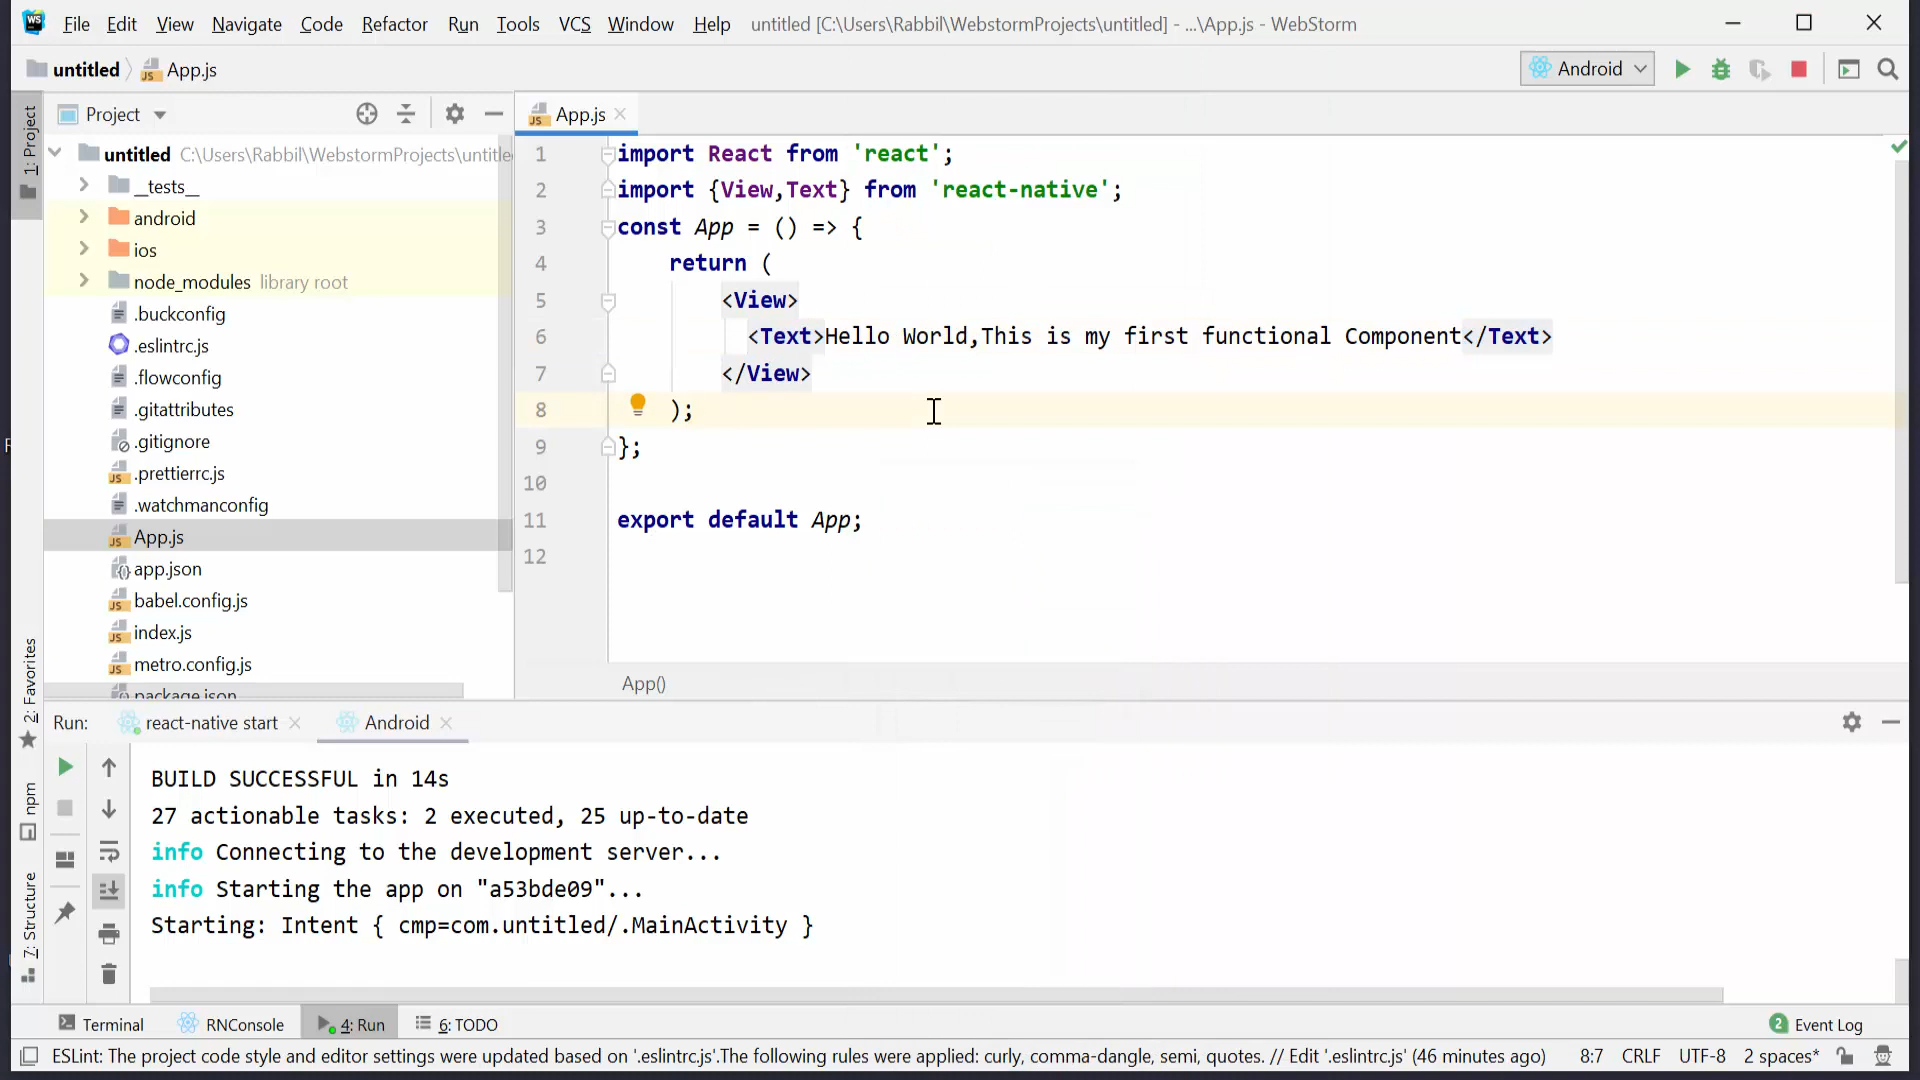 File Edit View Navigate Code Refactor Run Tools VCS Window Help untitled [C:\Users\Rabbil\WebstormProjects\untitled] - ...\App.js - WebStorm
untitled App.js Android
1: Project
Project
App.js
untitled C:\Users\Rabbil\WebstormProjects\untitle
__tests__
android
ios
node_modules library root
.buckconfig
.eslintrc.js
.flowconfig
.gitattributes
.gitignore
.prettierrc.js
.watchmanconfig
App.js
app.json
babel.config.js
index.js
metro.config.js
package.json
1 import React from 'react';
2 import {View,Text} from 'react-native';
3 const App = () => {
4 return (
5 <View>
6 <Text>Hello World,This is my first functional Component</Text>
7 </View>
8 );
9 };
10
11 export default App;
12
App()
2: Favorites
npm
7: Structure
Run: react-native start Android
BUILD SUCCESSFUL in 14s
27 actionable tasks: 2 executed, 25 up-to-date
info Connecting to the development server...
info Starting the app on "a53bde09"...
Starting: Intent { cmp=com.untitled/.MainActivity }
Terminal RNConsole 4: Run 6: TODO 2 Event Log
ESLint: The project code style and editor settings were updated based on '.eslintrc.js'.The following rules were applied: curly, comma-dangle, semi, quotes. // Edit '.eslintrc.js' (46 minutes ago) 8:7 CRLF UTF-8 2 spaces*